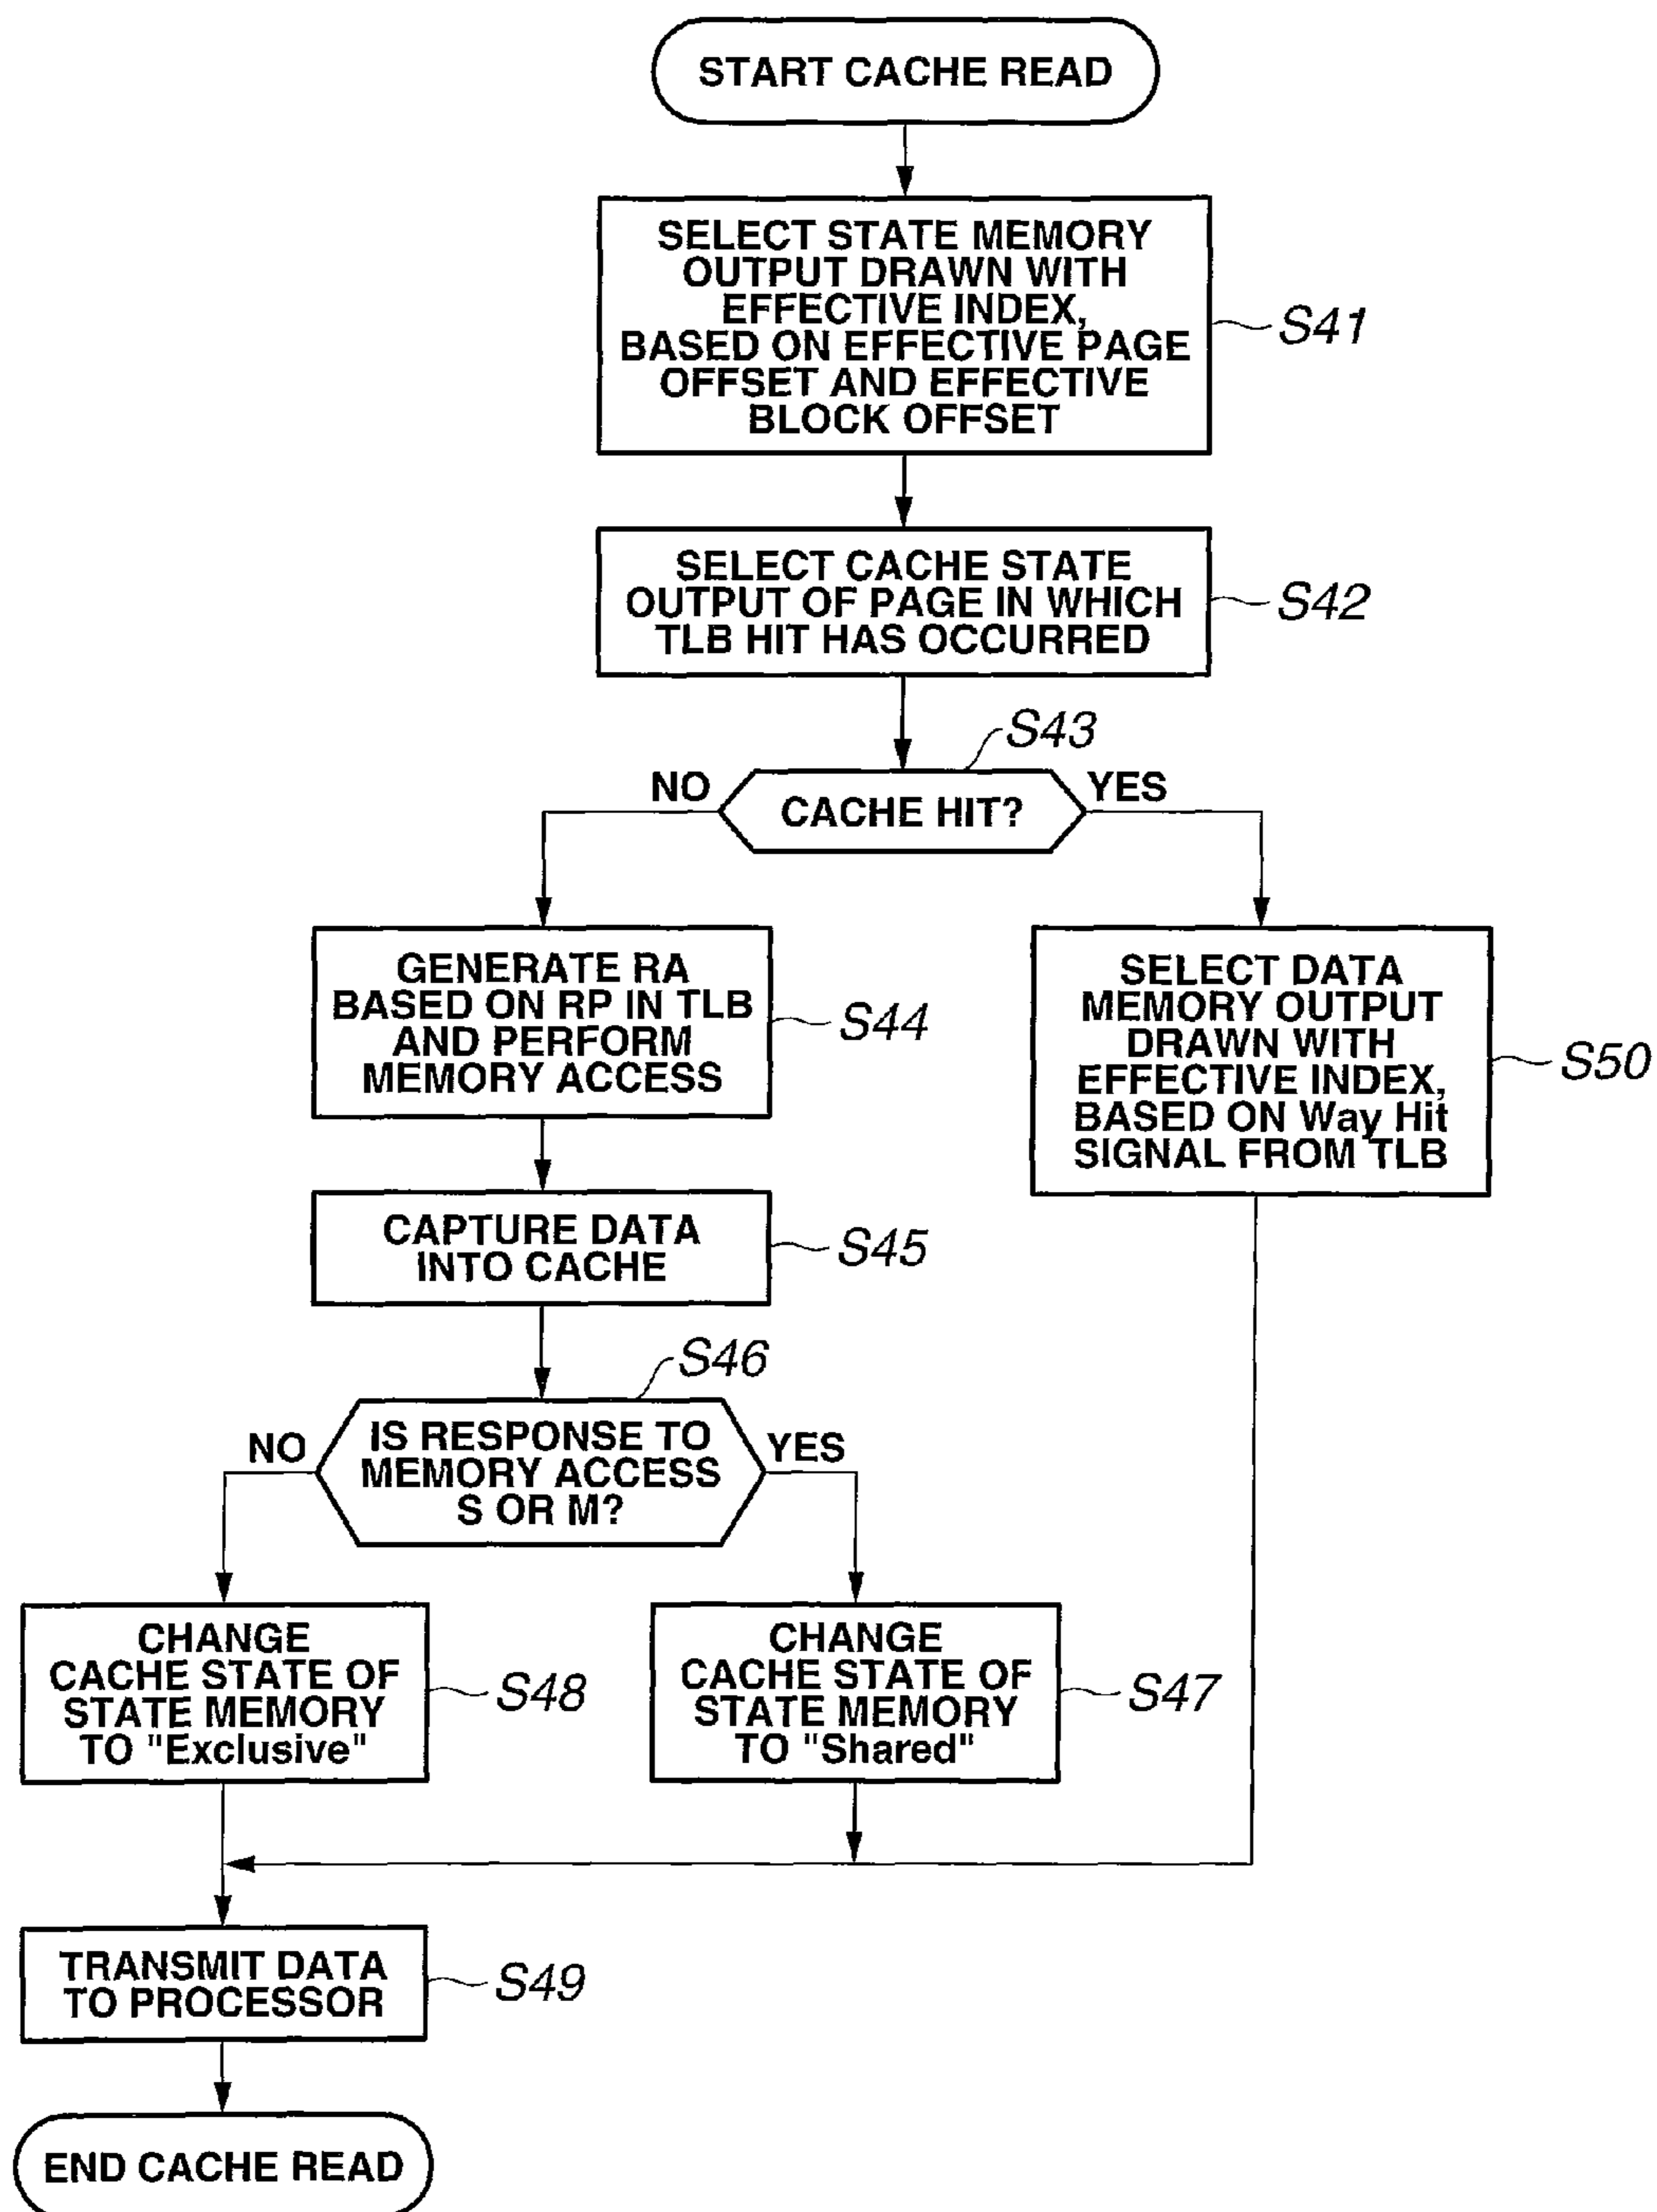 START CACHE READ
SELECT STATE MEMORY
OUTPUT DRAWN WITH
EFFECTIVE INDEX,
BASED ON EFFECTIVE PAGE
OFFSET AND EFFECTIVE
BLOCK OFFSET
S41
SELECT CACHE STATE
OUTPUT OF PAGE IN WHICH
TLB HIT HAS OCCURRED
S42
S43
NO
CACHE HIT?
YES
GENERATE RA
BASED ON RP IN TLB
AND PERFORM
MEMORY ACCESS
S44
SELECT DATA
MEMORY OUTPUT
DRAWN WITH
EFFECTIVE INDEX,
BASED ON Way Hit
SIGNAL FROM TLB
S50
CAPTURE DATA
INTO CACHE
S45
S46
NO
IS RESPONSE TO
MEMORY ACCESS
S OR M?
YES
CHANGE
CACHE STATE OF
STATE MEMORY
TO "Exclusive"
S48
CHANGE
CACHE STATE OF
STATE MEMORY
TO "Shared"
S47
TRANSMIT DATA
TO PROCESSOR
S49
END CACHE READ